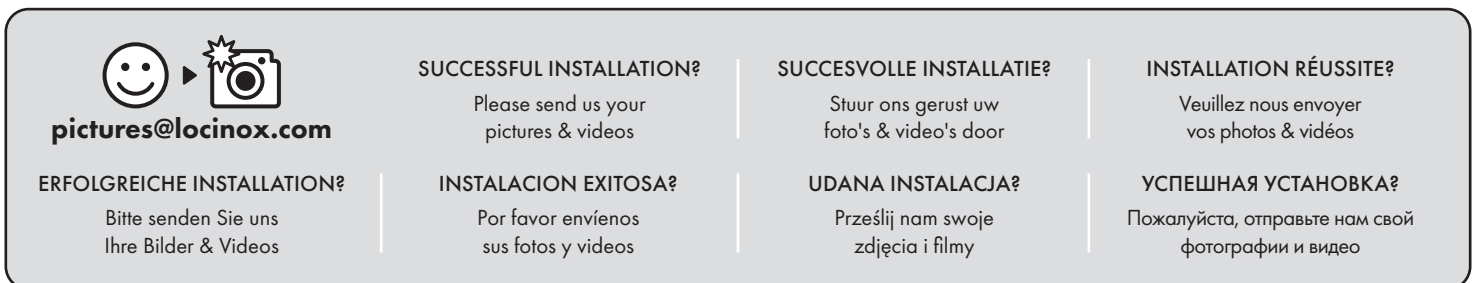 pictures@locinox.com
SUCCESSFUL INSTALLATION?
Please send us your
pictures & videos
SUCCESVOLLE INSTALLATIE?
Stuur ons gerust uw
foto's & video's door
INSTALLATION RÉUSSITE?
Veuillez nous envoyer
vos photos & vidéos
ERFOLGREICHE INSTALLATION?
Bitte senden Sie uns
Ihre Bilder & Videos
INSTALACION EXITOSA?
Por favor envíenos
sus fotos y videos
UDANA INSTALACJA?
Prześlij nam swoje
zdjęcia i filmy
УСПЕШНАЯ УСТАНОВКА?
Пожалуйста, отправьте нам свой
фотографии и видео